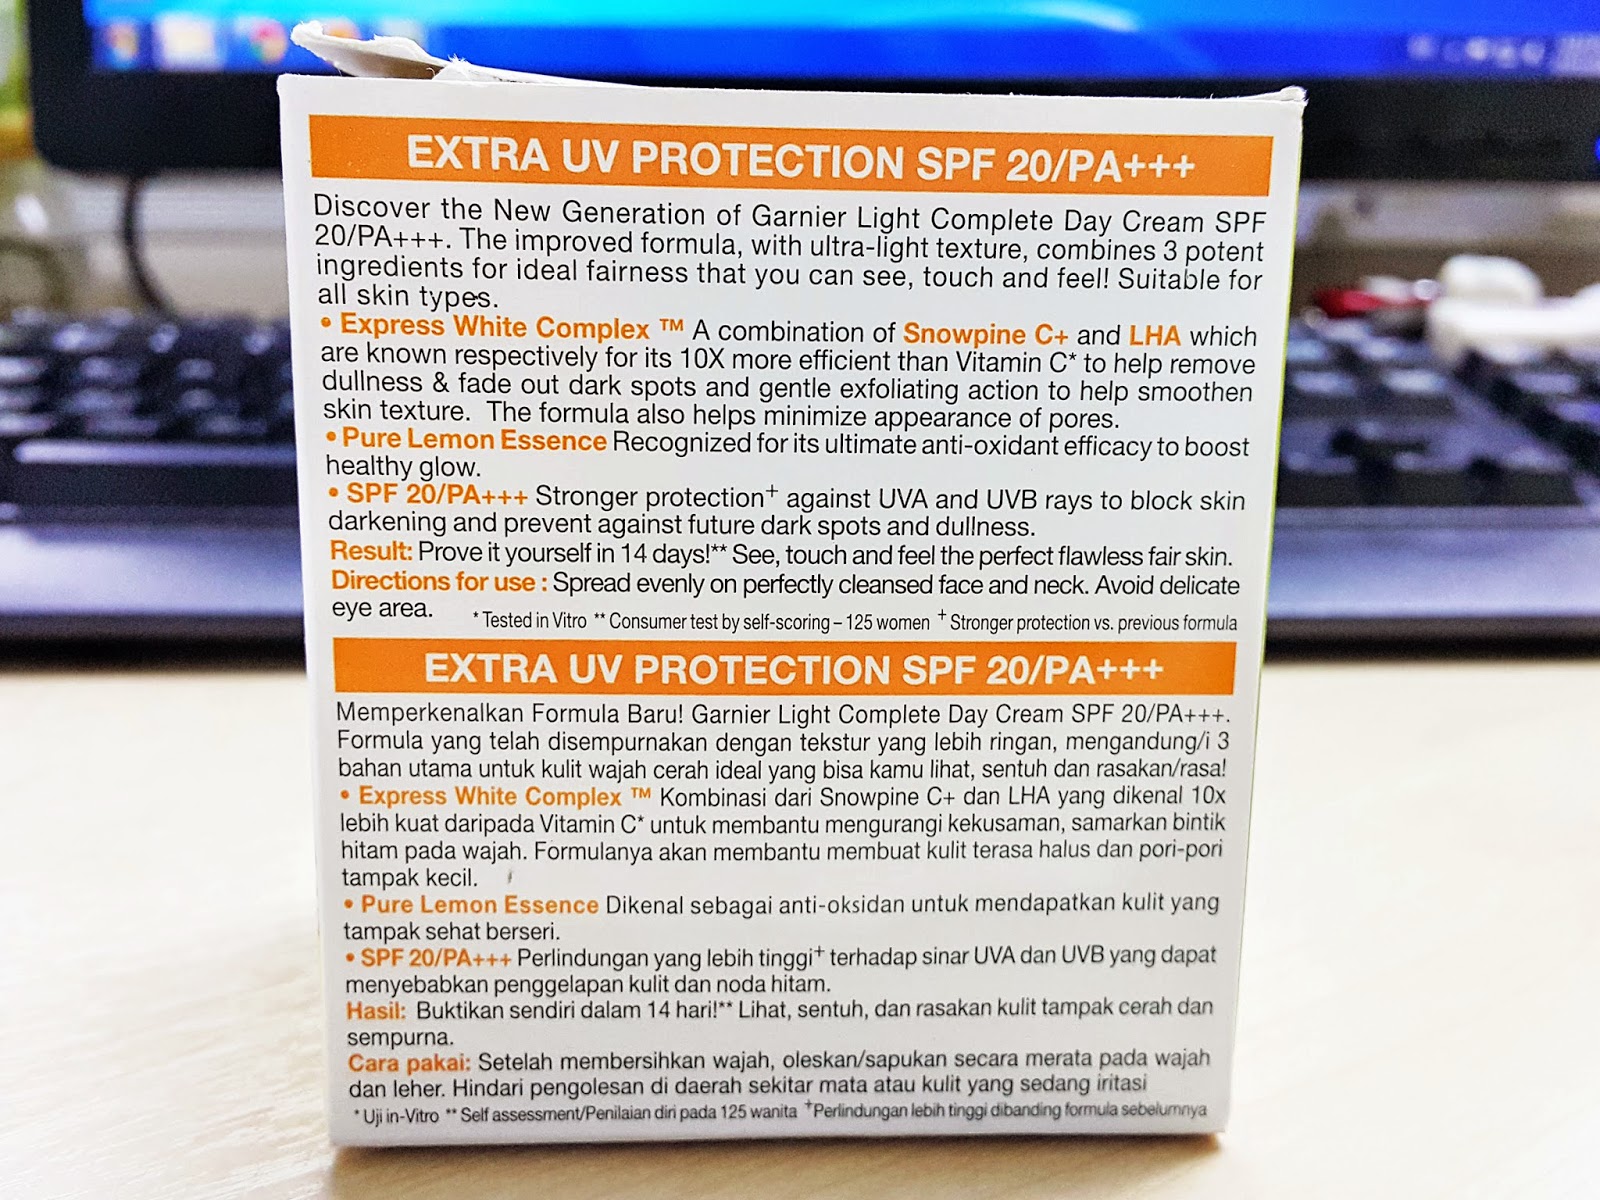 EXTRA UV PROTECTION SPF 20/PA+++
Discover the New Generation of Garnier Light Complete Day Cream SPF
20/PA+++. The improved formula, with ultra-light texture, combines 3 potent
ingredients for ideal fairness that you can see, touch and feel! Suitable for
all skin types.
• Express White Complex ™ A combination of Snowpine C+ and LHA which
are known respectively for its 10X more efficient than Vitamin C* to help remove
dullness & fade out dark spots and gentle exfoliating action to help smoothen
skin texture. The formula also helps minimize appearance of pores.
• Pure Lemon Essence Recognized for its ultimate anti-oxidant efficacy to boost
healthy glow.
• SPF 20/PA+++ Stronger protection+ against UVA and UVB rays to block skin
darkening and prevent against future dark spots and dullness.
Result: Prove it yourself in 14 days!** See, touch and feel the perfect flawless fair skin.
Directions for use : Spread evenly on perfectly cleansed face and neck. Avoid delicate
eye area. * Tested in Vitro ** Consumer test by self-scoring – 125 women + Stronger protection vs. previous formula
EXTRA UV PROTECTION SPF 20/PA+++
Memperkenalkan Formula Baru! Garnier Light Complete Day Cream SPF 20/PA+++.
Formula yang telah disempurnakan dengan tekstur yang lebih ringan, mengandung/i 3
bahan utama untuk kulit wajah cerah ideal yang bisa kamu lihat, sentuh dan rasakan/rasa!
• Express White Complex ™ Kombinasi dari Snowpine C+ dan LHA yang dikenal 10x
lebih kuat daripada Vitamin C* untuk membantu mengurangi kekusaman, samarkan bintik
hitam pada wajah. Formulanya akan membantu membuat kulit terasa halus dan pori-pori
tampak kecil.
• Pure Lemon Essence Dikenal sebagai anti-oksidan untuk mendapatkan kulit yang
tampak sehat berseri.
• SPF 20/PA+++ Perlindungan yang lebih tinggi+ terhadap sinar UVA dan UVB yang dapat
menyebabkan penggelapan kulit dan noda hitam.
Hasil: Buktikan sendiri dalam 14 hari!** Lihat, sentuh, dan rasakan kulit tampak cerah dan
sempurna.
Cara pakai: Setelah membersihkan wajah, oleskan/sapukan secara merata pada wajah
dan leher. Hindari pengolesan di daerah sekitar mata atau kulit yang sedang iritasi
* Uji in-Vitro ** Self assessment/Penilaian diri pada 125 wanita +Perlindungan lebih tinggi dibanding formula sebelumnya